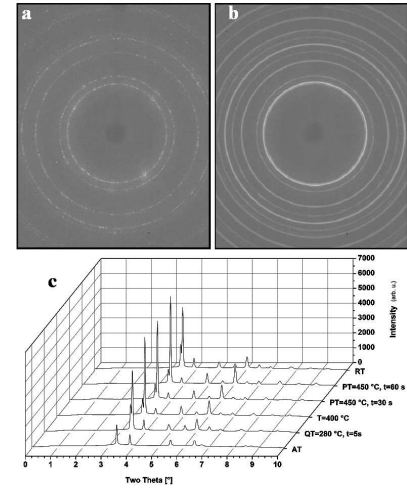 a
b
c
7000
6000
5000
4000
3000
2000
1000
0
Intensity (arb. u.)
RT
PT=450 °C, t=60 s
PT=450 °C, t=30 s
T=400 °C
QT=280 °C, t=5s
AT
0 1 2 3 4 5 6 7 8 9 10
Two Theta [°]